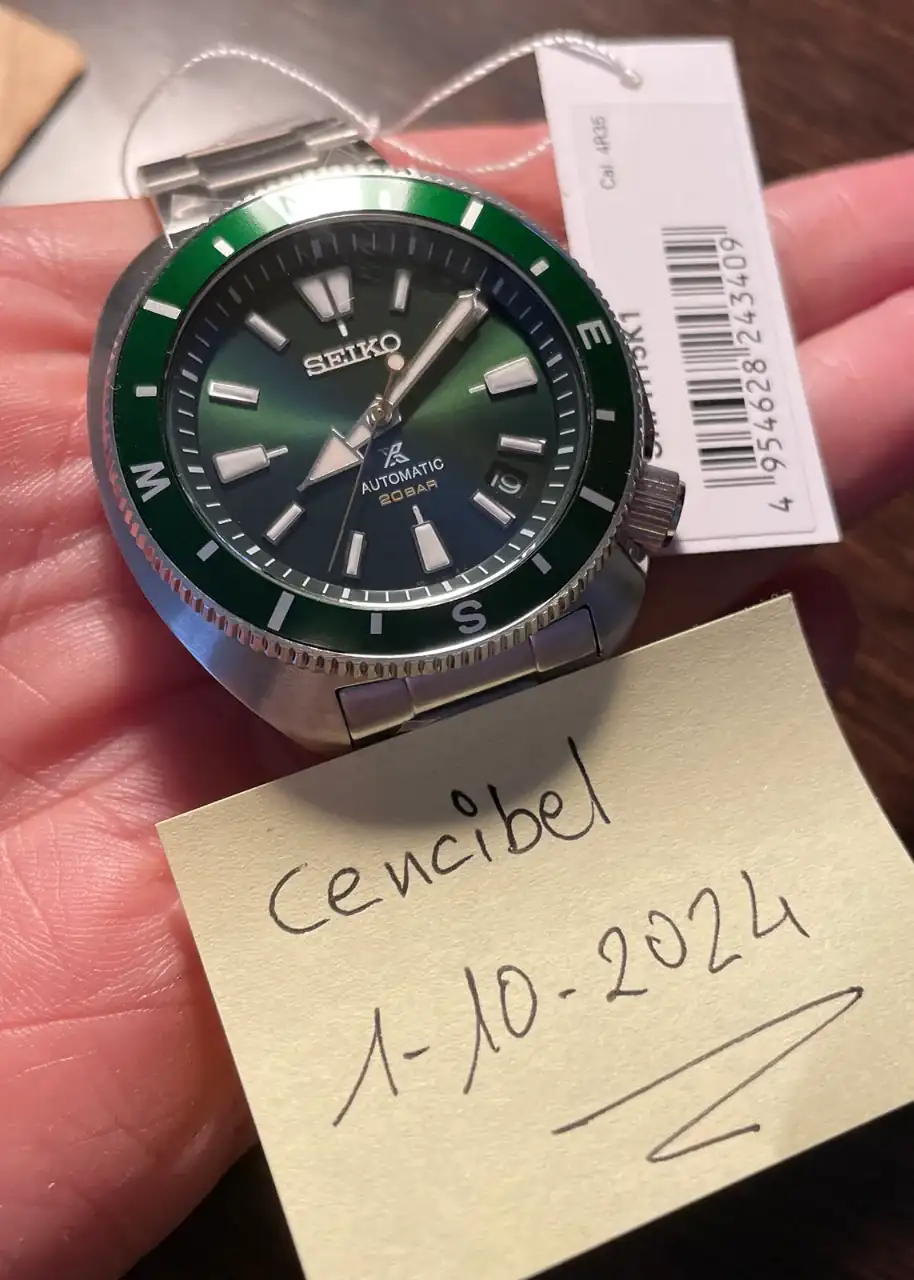 Cal. 4R35
4 954628 243409
E
SEIKO
W
AUTOMATIC
20BAR
S
cencibel
1-10-2024